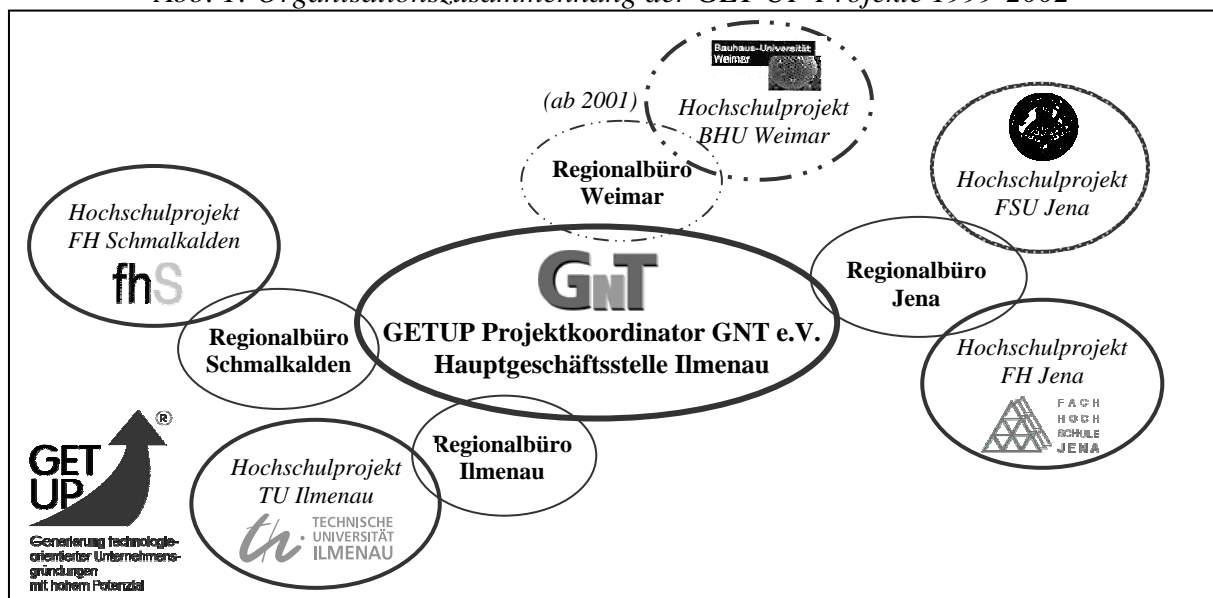 Abb. 1: Organisationszusammenhang der GET UP-Projekte 1999-2002
Bauhaus-Universität
Weimar
(ab 2001)
Hochschulprojekt
BHU Weimar
Regionalbüro
Weimar
Hochschulprojekt
FSU Jena
Hochschulprojekt
FH Schmalkalden
fhS
GNT
GETUP Projektkoordinator GNT e.V.
Hauptgeschäftsstelle Ilmenau
Regionalbüro
Jena
Regionalbüro
Schmalkalden
Hochschulprojekt
FH Jena
FACH
HOCH
SCHULE
JENA
Regionalbüro
Ilmenau
Hochschulprojekt
TU Ilmenau
th
TECHNISCHE
UNIVERSITÄT
ILMENAU
®
GET
UP
Generierung technologie-
orientierter Unternehmens-
gründungen
mit hohem Potenzial